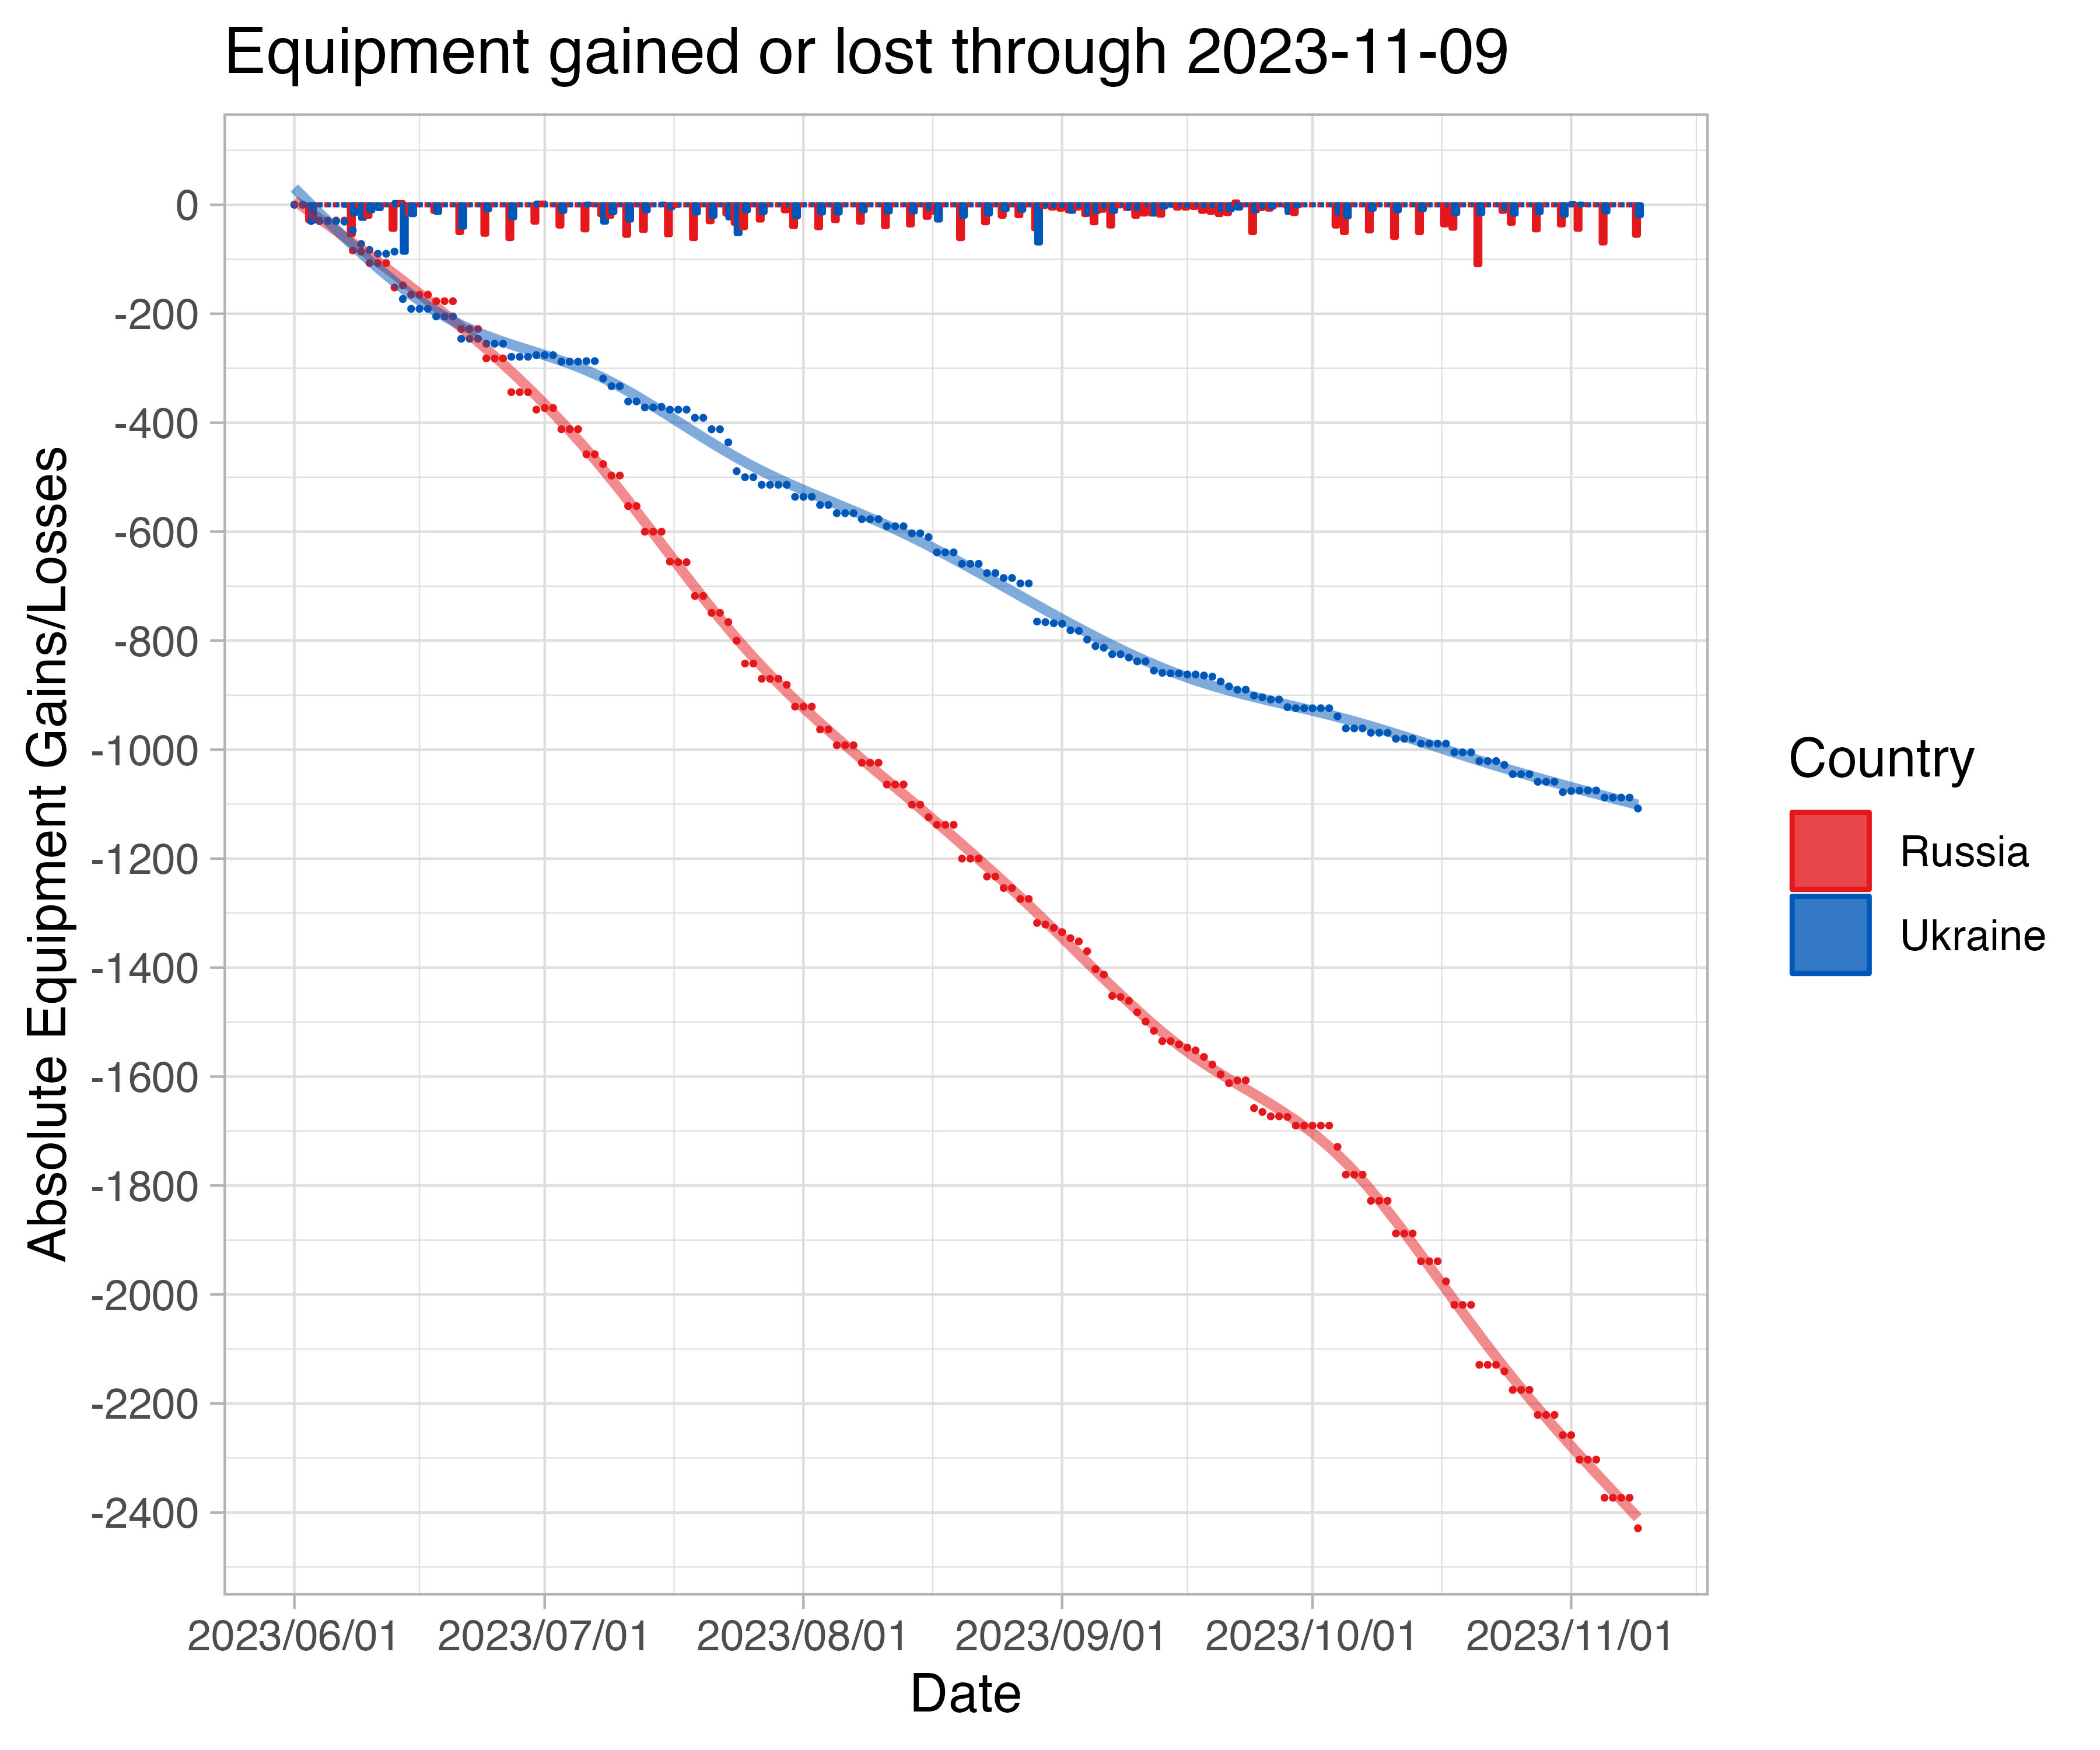 Equipment gained or lost through 2023-11-09
Absolute Equipment Gains/Losses
0
-200
-400
-600
-800
-1000
-1200
-1400
-1600
-1800
-2000
-2200
-2400
2023/06/01 2023/07/01 2023/08/01 2023/09/01 2023/10/01 2023/11/01
Date
Country
Russia
Ukraine